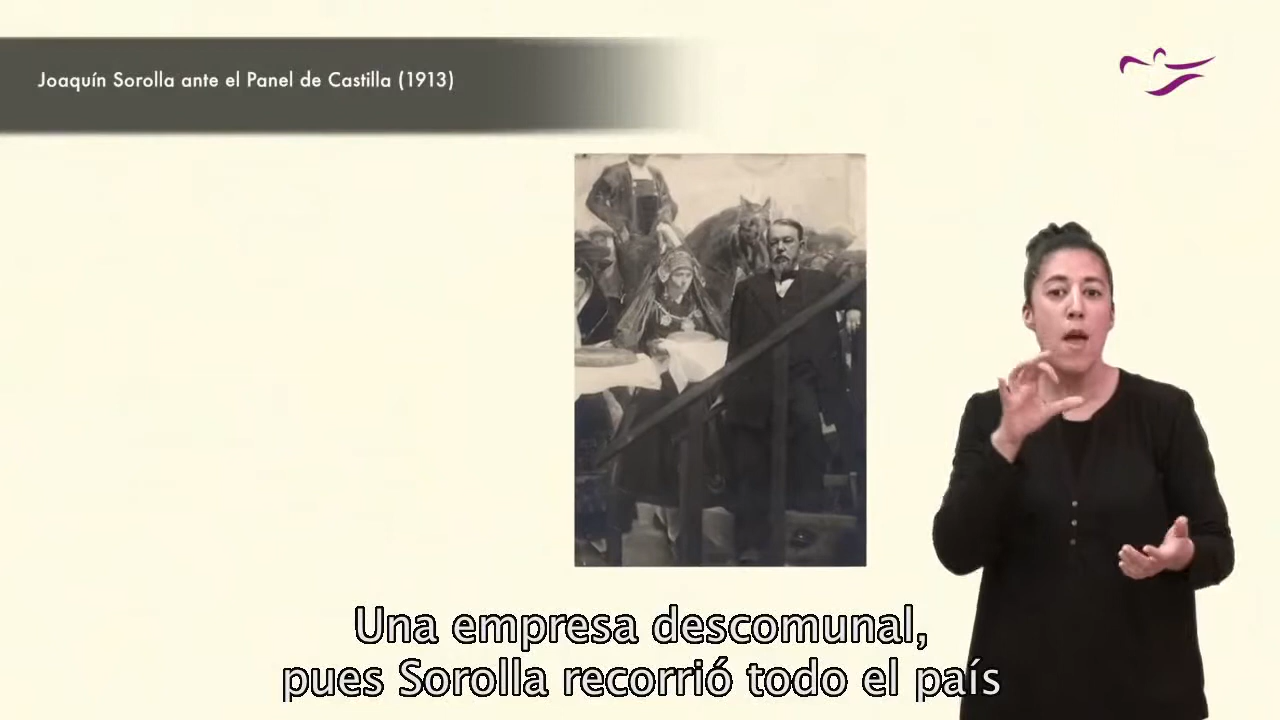 Joaquín Sorolla ante el Panel de Castilla (1913)
Una empresa descomunal,
pues Sorolla recorrió todo el país